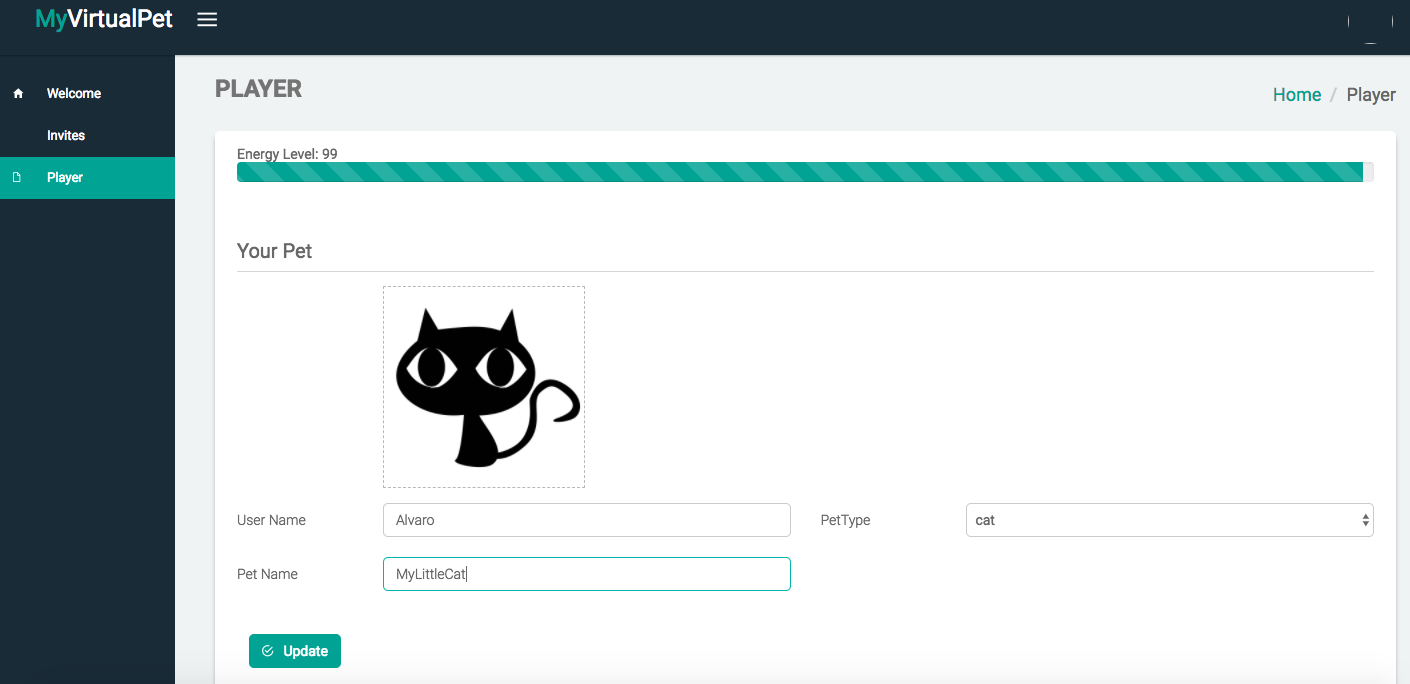 MyVirtualPet
Welcome
Invites
Player
PLAYER
Home / Player
Energy Level: 99
Your Pet
User Name Alvaro PetType cat
Pet Name MyLittleCat
Update